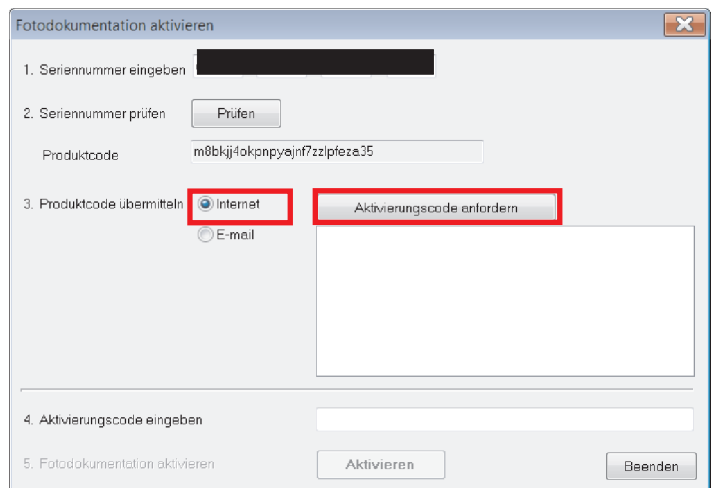 Fotodokumentation aktivieren
1. Seriennummer eingeben
2. Seriennummer prüfen Prüfen
Produktcode m8bkjj4okpnpyajnf7zzlpfeza35
3. Produktcode übermitteln Internet Aktivierungscode anfordern
E-mail
4. Aktivierungscode eingeben
5. Fotodokumentation aktivieren Aktivieren Beenden